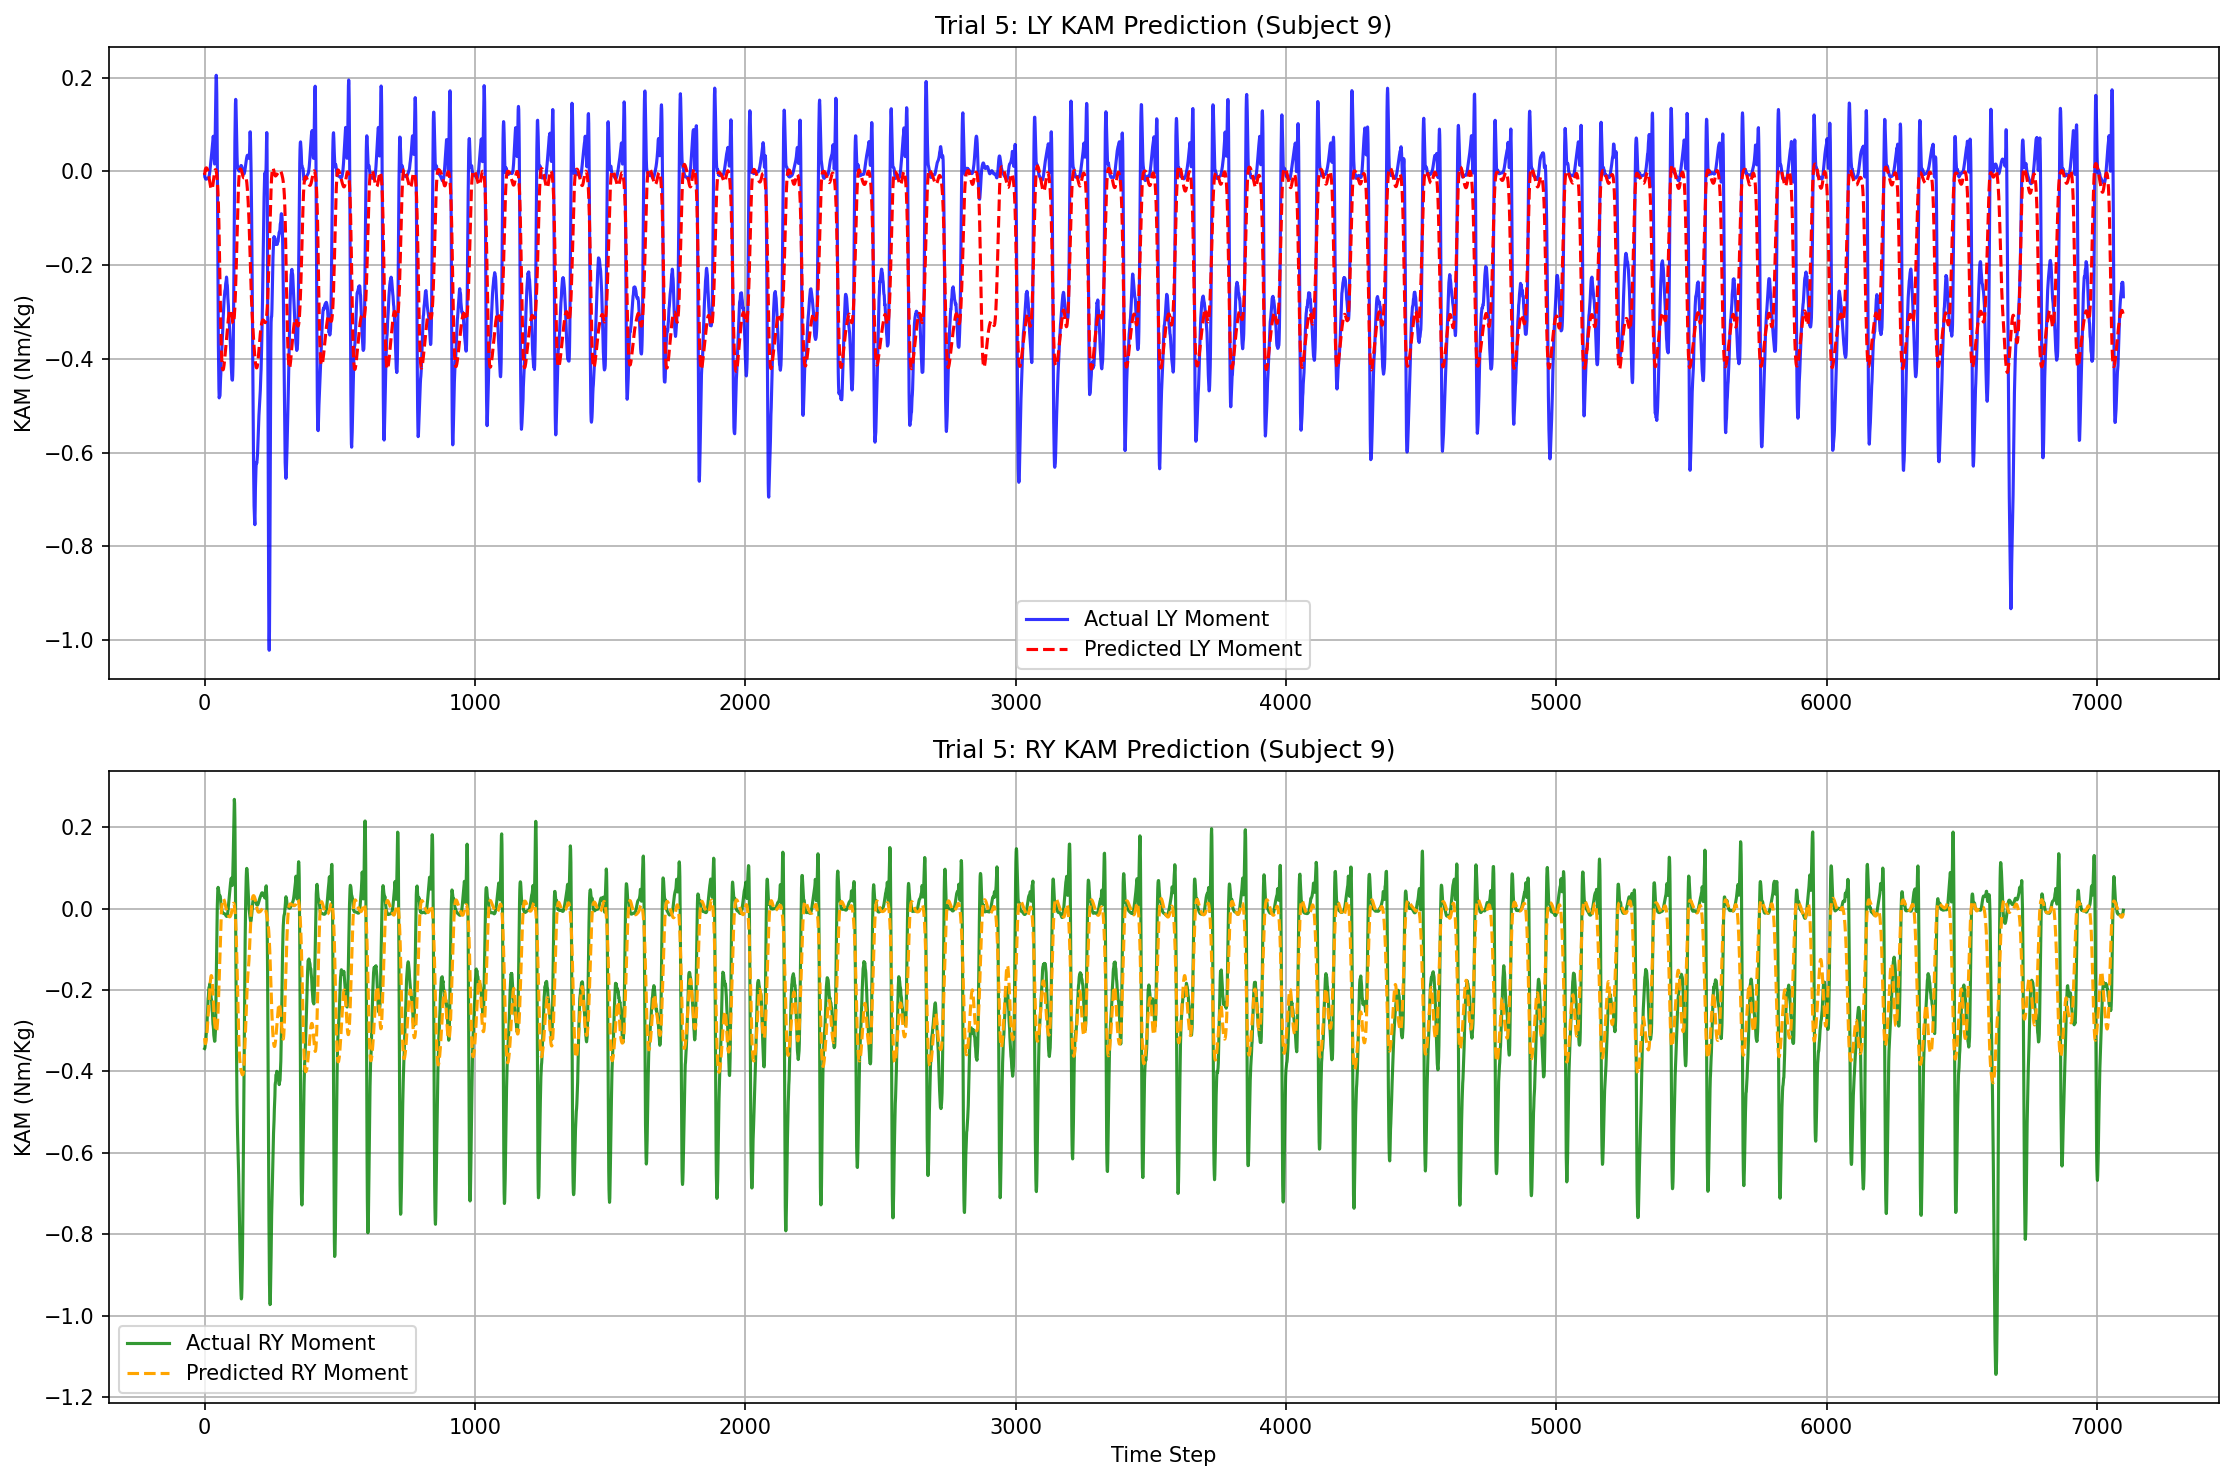 Trial 5: LY KAM Prediction (Subject 9)
KAM (Nm/Kg)
0.2
0.0
−0.2
−0.4
−0.6
−0.8
−1.0
Actual LY Moment
Predicted LY Moment
0 1000 2000 3000 4000 5000 6000 7000
Trial 5: RY KAM Prediction (Subject 9)
KAM (Nm/Kg)
0.2
0.0
−0.2
−0.4
−0.6
−0.8
−1.0
−1.2
Actual RY Moment
Predicted RY Moment
0 1000 2000 3000 4000 5000 6000 7000
Time Step